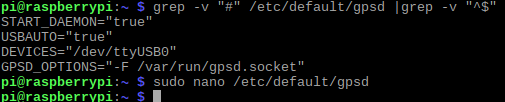 pi@raspberrypi:~ $ grep -v "#" /etc/default/gpsd |grep -v "^$"
START_DAEMON="true"
USBAUTO="true"
DEVICES="/dev/ttyUSB0"
GPSD_OPTIONS="-F /var/run/gpsd.socket"
pi@raspberrypi:~ $ sudo nano /etc/default/gpsd
pi@raspberrypi:~ $